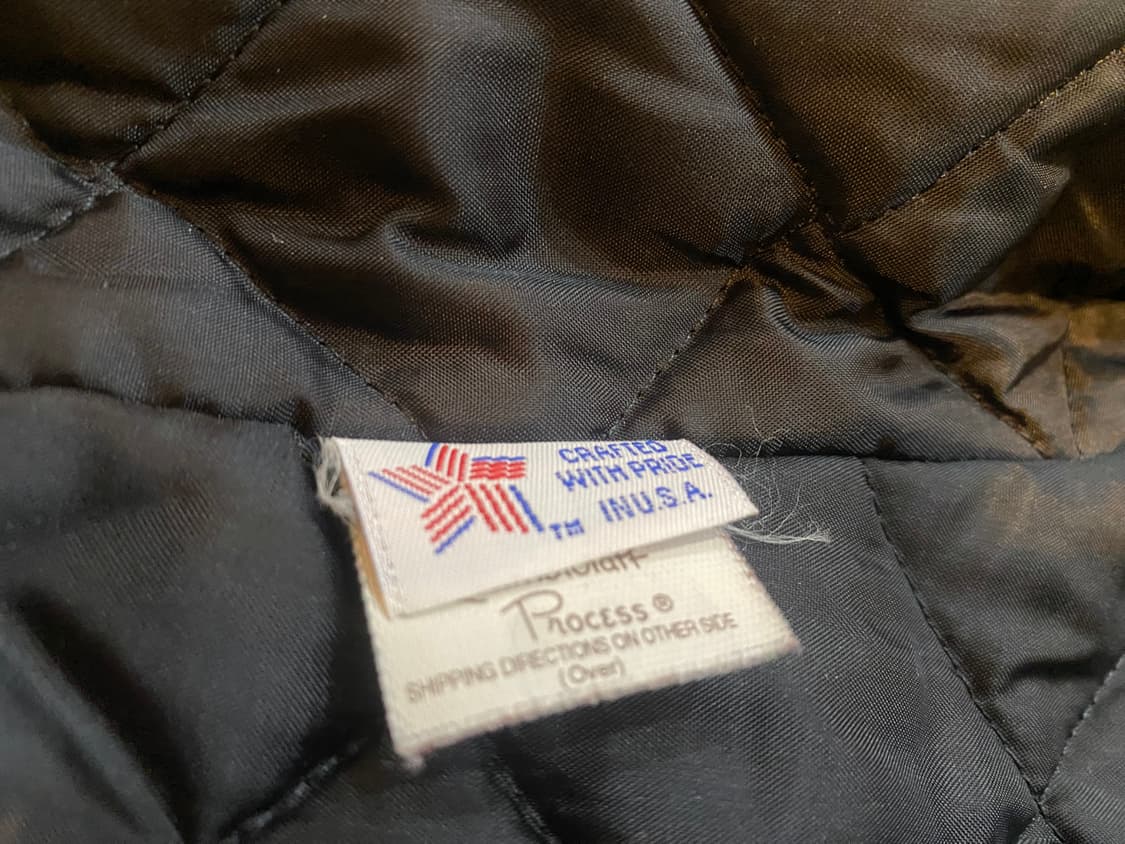 CRAFTED
WITH PRIDE
IN U.S.A.
TM
Process®
SHIPPING DIRECTIONS ON OTHER SIDE
(Over)